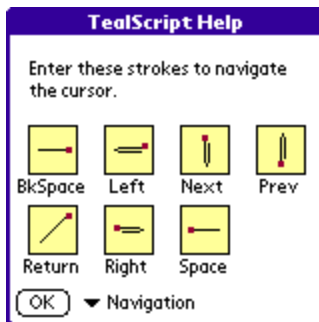 TealScript Help
Enter these strokes to navigate
the cursor.
BkSpace Left Next Prev
Return Right Space
OK Navigation